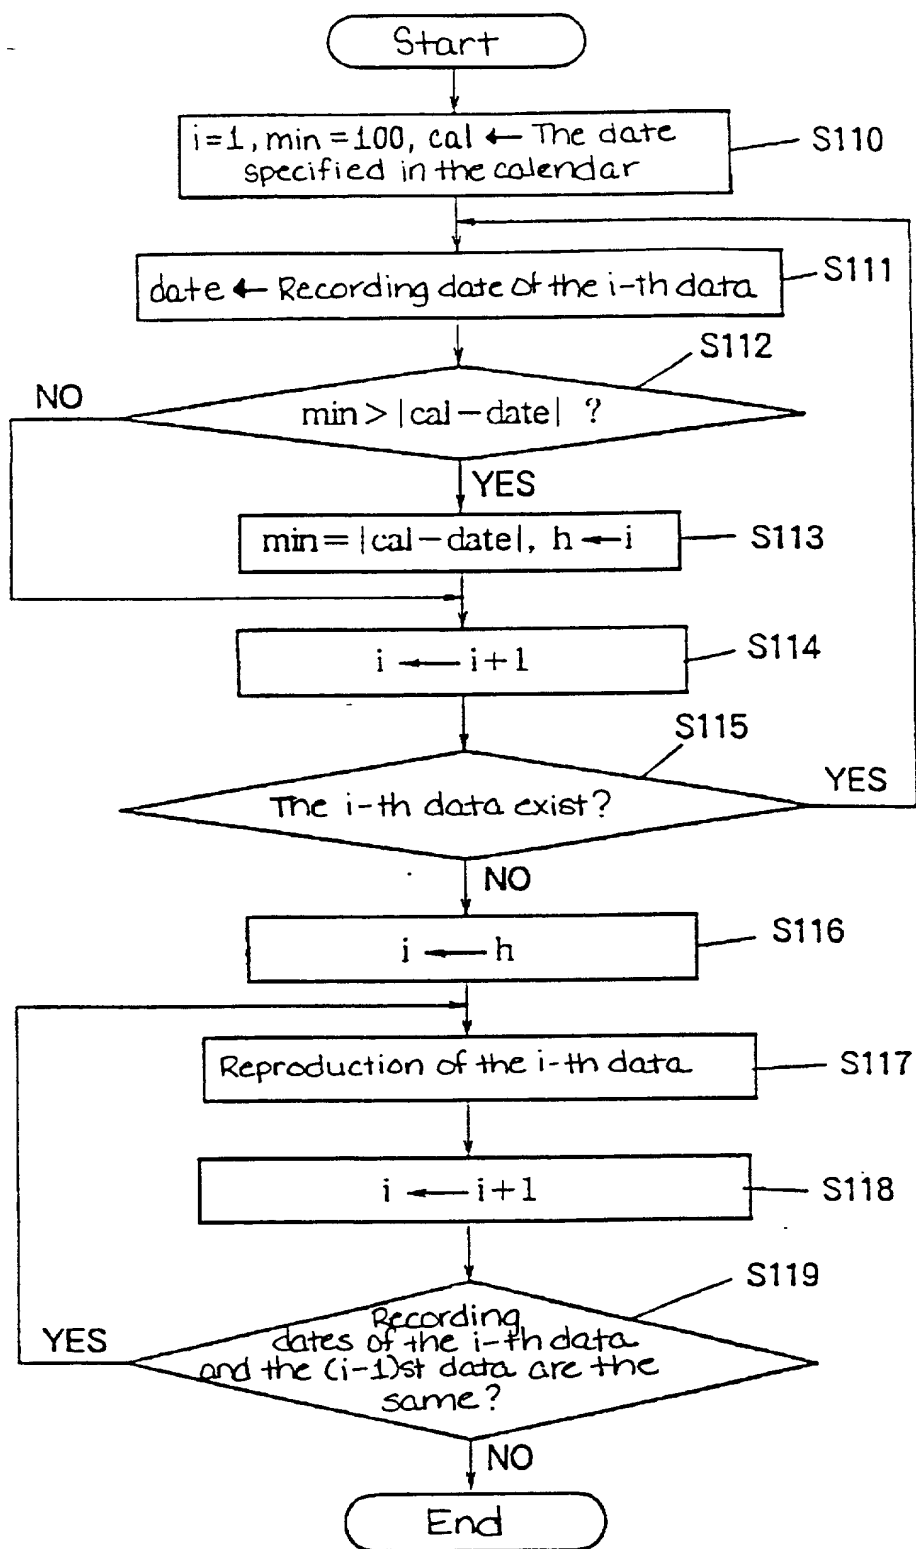 Start
i=1, min=100, cal ← The date
specified in the calendar
S110
date ← Recording date of the i-th data
S111
S112
NO
min > |cal-date| ?
YES
min=|cal-date|, h ← i
S113
i ← i+1
S114
S115
YES
The i-th data exist?
NO
i ← h
S116
Reproduction of the i-th data
S117
i ← i+1
S118
S119
YES
Recording
dates of the i-th data
and the (i-1)st data are the
same?
NO
End